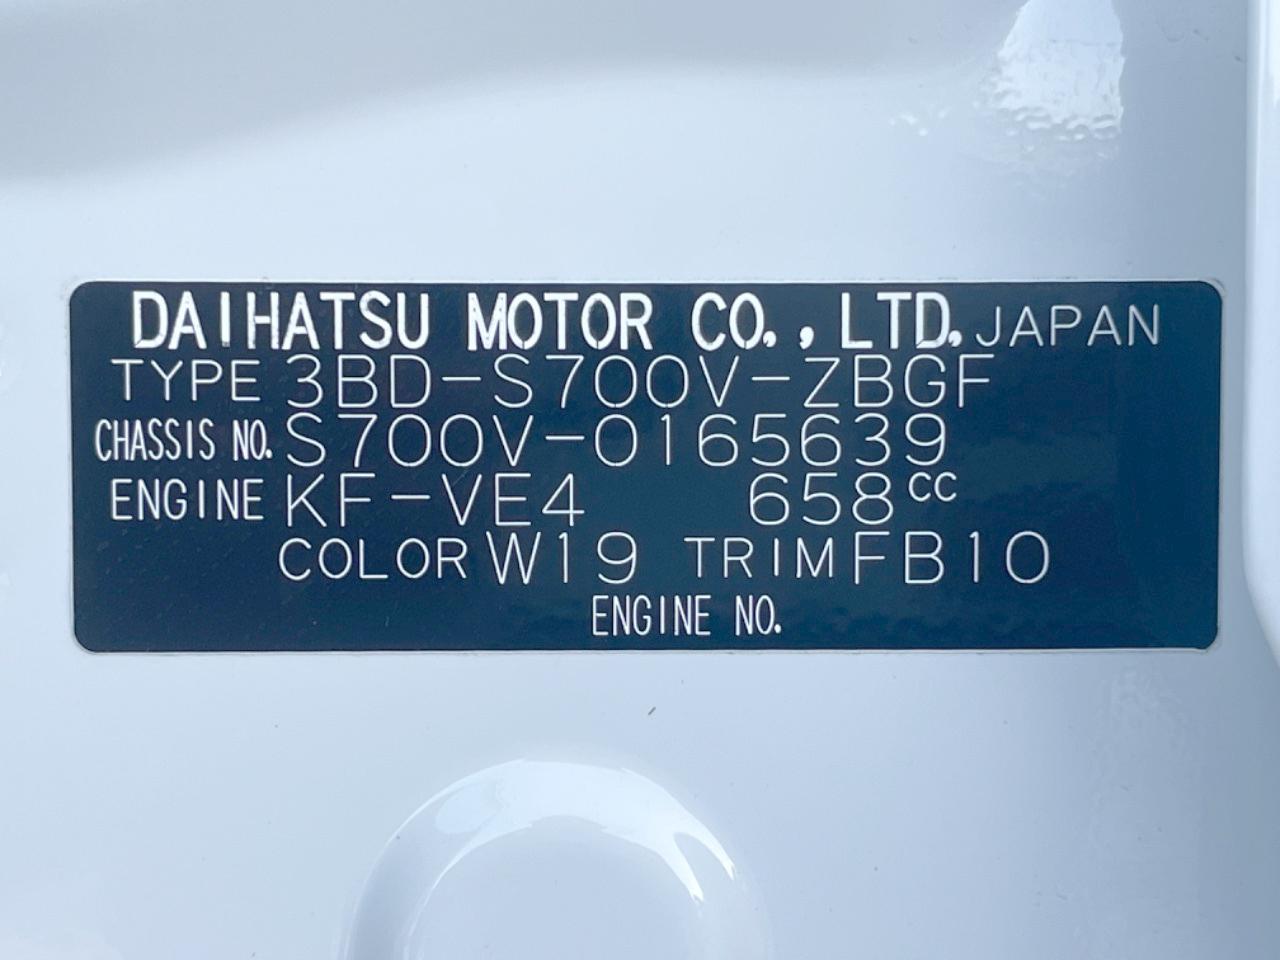 DAIHATSU MOTOR CO., LTD. JAPAN
TYPE 3BD-S700V-ZBGF
CHASSIS NO. S700V-0165639
ENGINE KF-VE4 658CC
COLOR W19 TRIM FB10
ENGINE NO.